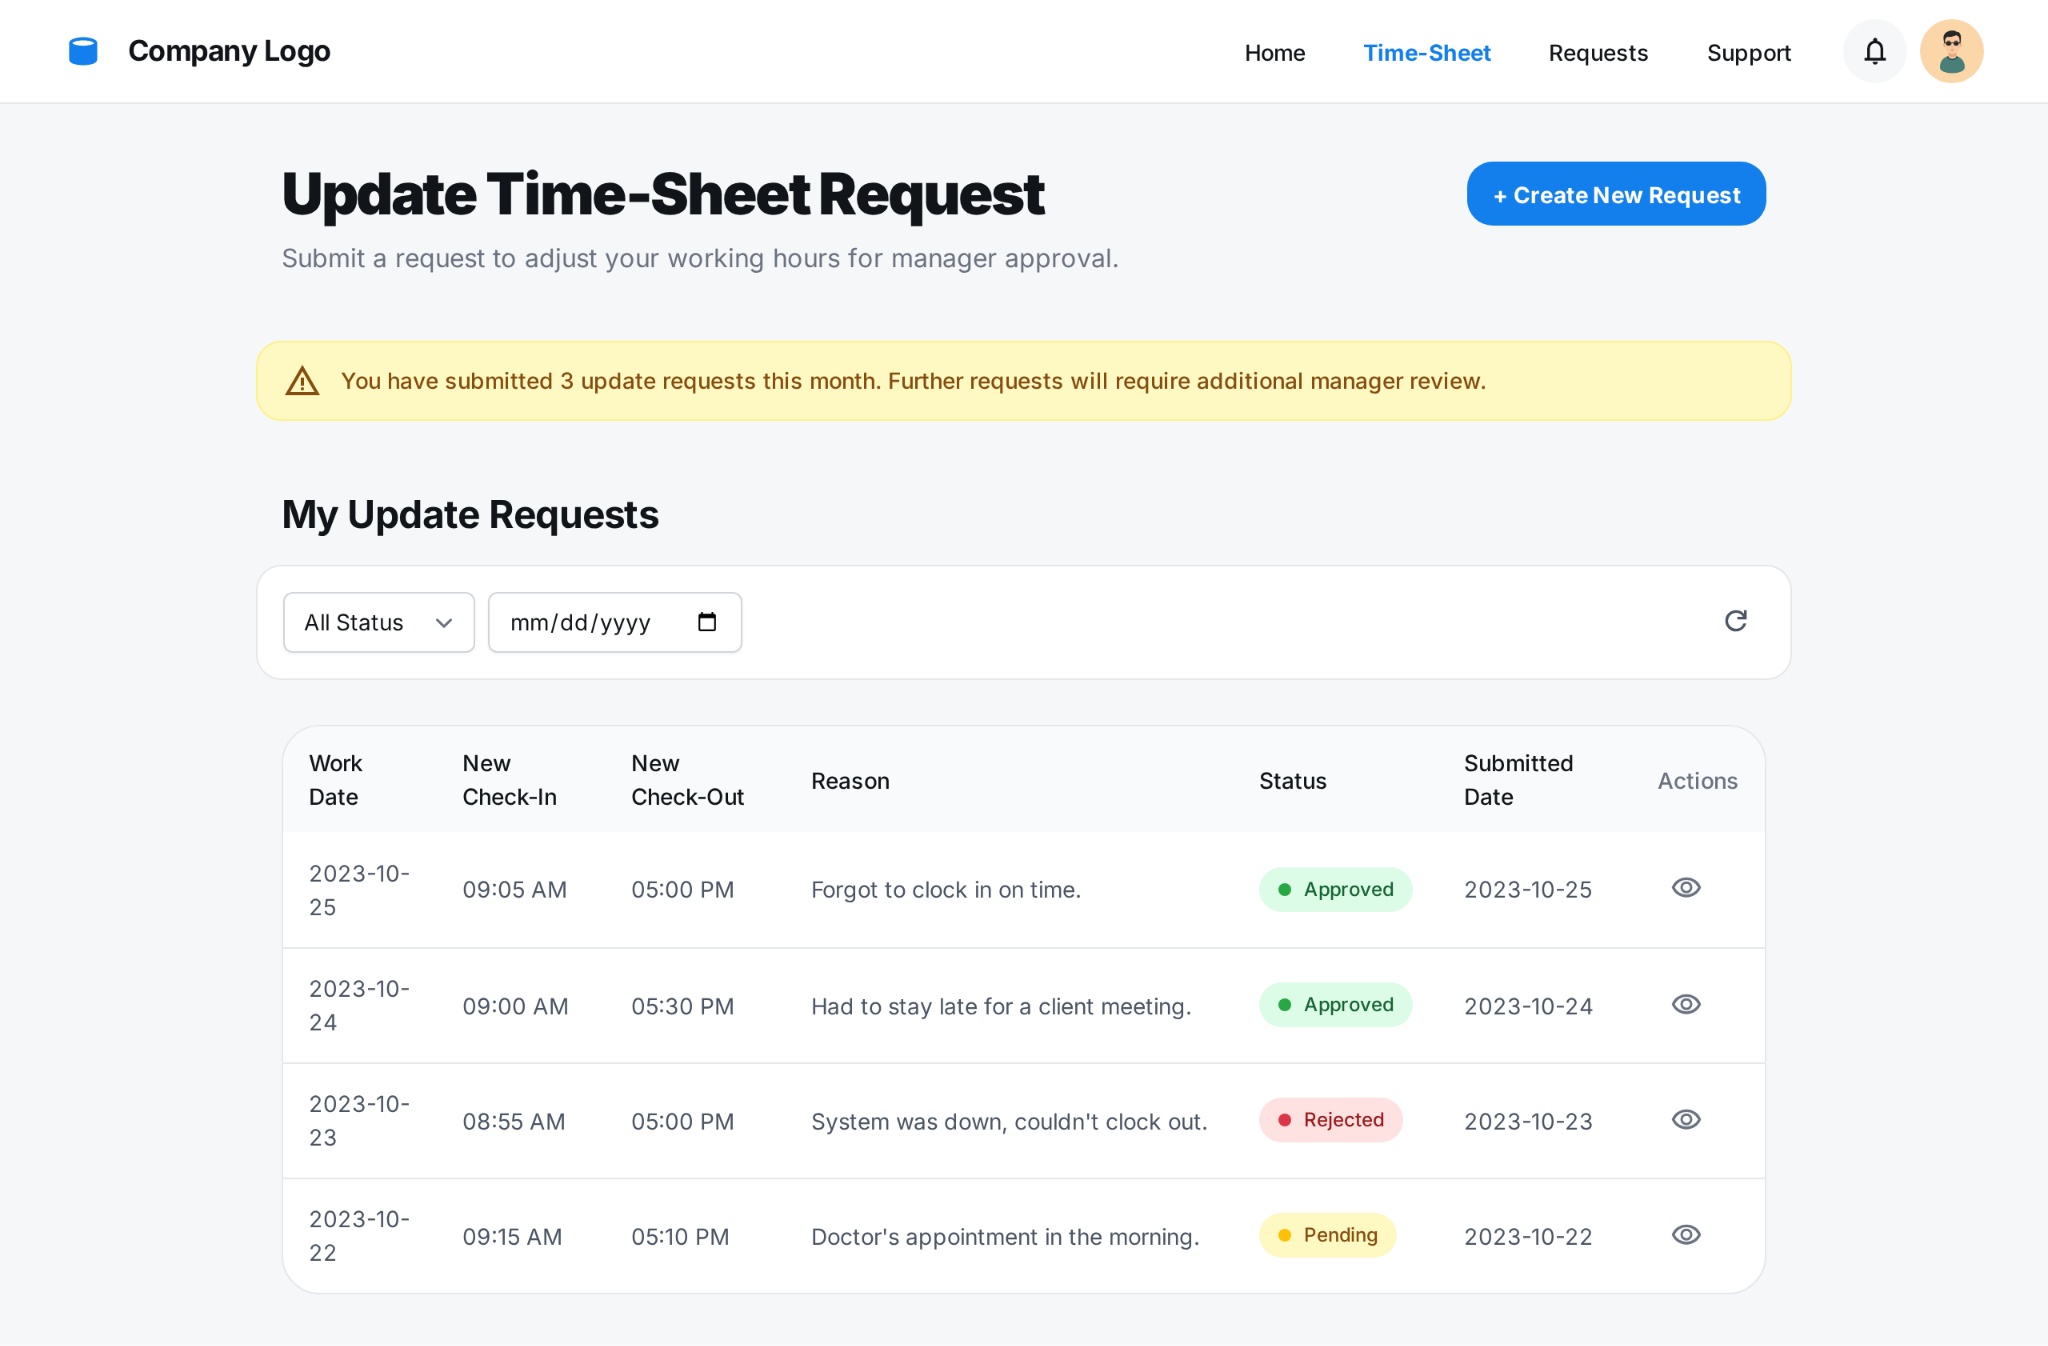 Company Logo
Home Time-Sheet Requests Support
Update Time-Sheet Request
+ Create New Request
Submit a request to adjust your working hours for manager approval.
You have submitted 3 update requests this month. Further requests will require additional manager review.
My Update Requests
All Status mm/dd/yyyy
Work Date New Check-In New Check-Out Reason Status Submitted Date Actions
2023-10-25 09:05 AM 05:00 PM Forgot to clock in on time. Approved 2023-10-25
2023-10-24 09:00 AM 05:30 PM Had to stay late for a client meeting. Approved 2023-10-24
2023-10-23 08:55 AM 05:00 PM System was down, couldn't clock out. Rejected 2023-10-23
2023-10-22 09:15 AM 05:10 PM Doctor's appointment in the morning. Pending 2023-10-22